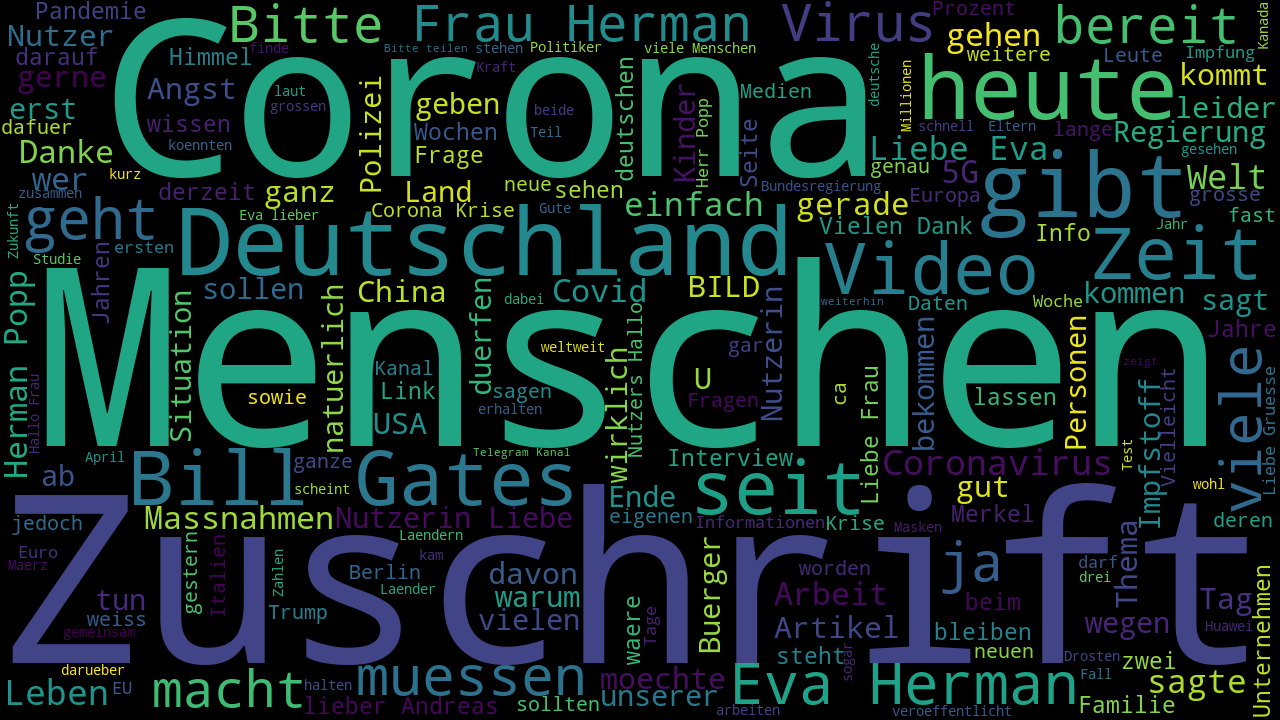 Pandemie
Bitte
Frau Herman
Virus
Prozent
bereit
Kanada
Nutzer
darauf
gerne
Himmel
finde
Bitte teilen
stehen
Politiker
viele Menschen
gehen
weitere
Leute
Impfung
kommt
Corona
Kraft
Angst
laut
grossen
Polizei
geben
beide
deutschen
Medien
deutsche
Millionen
heute
erst
dafuer
wissen
koennten
Wochen
Teil
Frage
Kinder
Herr Popp
Seite
schnell
Eltern
lange
leider
Regierung
Danke
wer
kurz
zusammen
derzeit
ganz
Land
neue
sehen
Bundesregierung
Liebe Eva
genau
5G
gesehen
Welt
gibt
Zukunft
geht
ersten
Studie
Eva lieber
Corona Krise
Gute
einfach
gerade
Europa
grosse
fast
Vielen Dank
Info
Jahr
Deutschland
Video
Zeit
Jahren
sollen
China
duerfen
dabei
Covid
BILD
weiterhin
Daten
Woche
kommen
sagt
Jahre
Herman Popp
Hallo Frau
Situation
natuerlich
Menschen
weltweit
Nutzers Hallo
wirklich
gar
Nutzerin
zeigt
Kanal
Link
sowie
USA
sagen
erhalten
U
Fragen
ca
Liebe Frau
bekommen
lassen
Personen
Test
Impfstoff
Vielleicht
viele
Liebe Gruesse
April
ab
Bill Gates
ganze
scheint
Telegram Kanal
Interview
seit
Coronavirus
gut
wohl
Ende
eigenen
Informationen
Krise
Masken
Merkel
deren
jedoch
Massnahmen
Nutzerin Liebe
Laendern
kam
Zuschrift
Euro
Maerz
gestern
Italien
Zahlen
Berlin
Laender
davon
warum
vielen
waere
Tage
Buerger
worden
Arbeit
Artikel
ja
beim
Thema
darf
drei
wegen
Tag
Huawei
Unternehmen
tun
weiss
gemeinsam
Trump
darueber
Leben
EU
macht
halten
lieber Andreas
muessen
sollten
moechte
unserer
arbeiten
Eva Herman
steht
sogar
bleiben
neuen
veroeffentlicht
Drosten
Fall
zwei
Familie
sagte